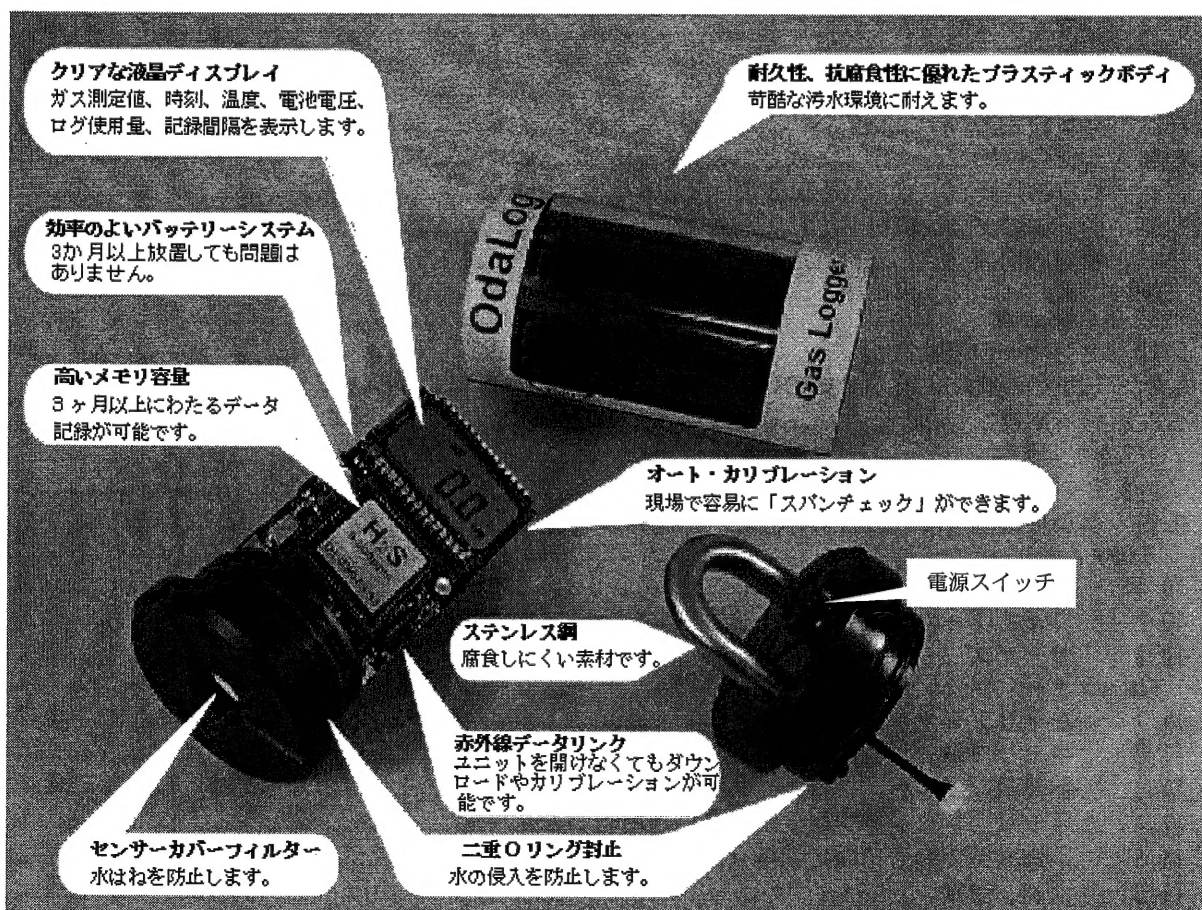 クリアな液晶ディスプレイ
ガス測定値、時刻、温度、電池電圧、
ログ使用量、記録間隔を表示します。
耐久性、抗腐食性に優れたプラスティックボディ
苛酷な汚水環境に耐えます。
効率のよいバッテリーシステム
3か月以上放置しても問題は
ありません。
高いメモリ容量
3ヶ月以上にわたるデータ
記録が可能です。
OdaLog
Gas Logger
0.0
H2S
オート・カリブレーション
現場で容易に「スパンチェック」ができます。
電源スイッチ
ステンレス鋼
腐食しにくい素材です。
赤外線データリンク
ユニットを開けなくてもダウン
ロードやカリブレーションが可
能です。
センサーカバーフィルター
水はねを防止します。
二重Oリング封止
水の侵入を防止します。